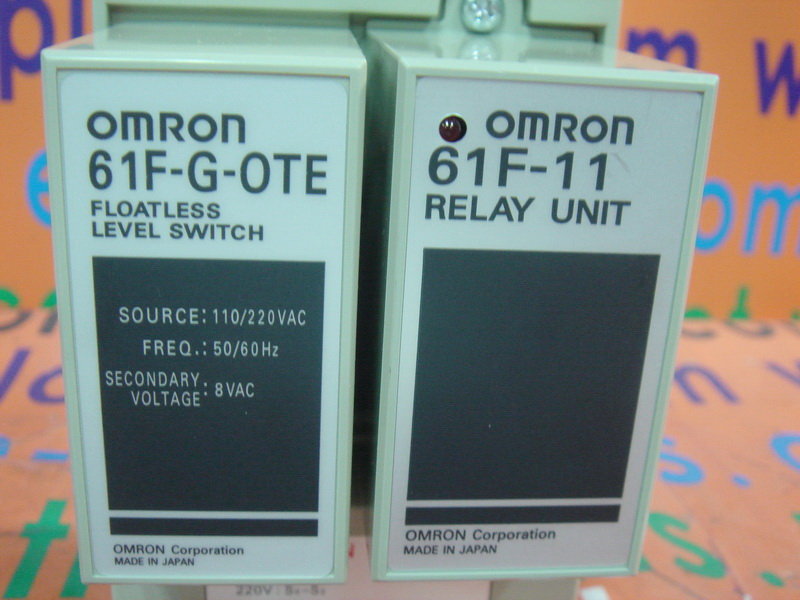 OMRON
61F-G-OTE
FLOATLESS
LEVEL SWITCH
SOURCE: 110/220VAC
FREQ.: 50/60Hz
SECONDARY
VOLTAGE: 8VAC
OMRON Corporation
MADE IN JAPAN
OMRON
61F-11
RELAY UNIT
OMRON Corporation
MADE IN JAPAN